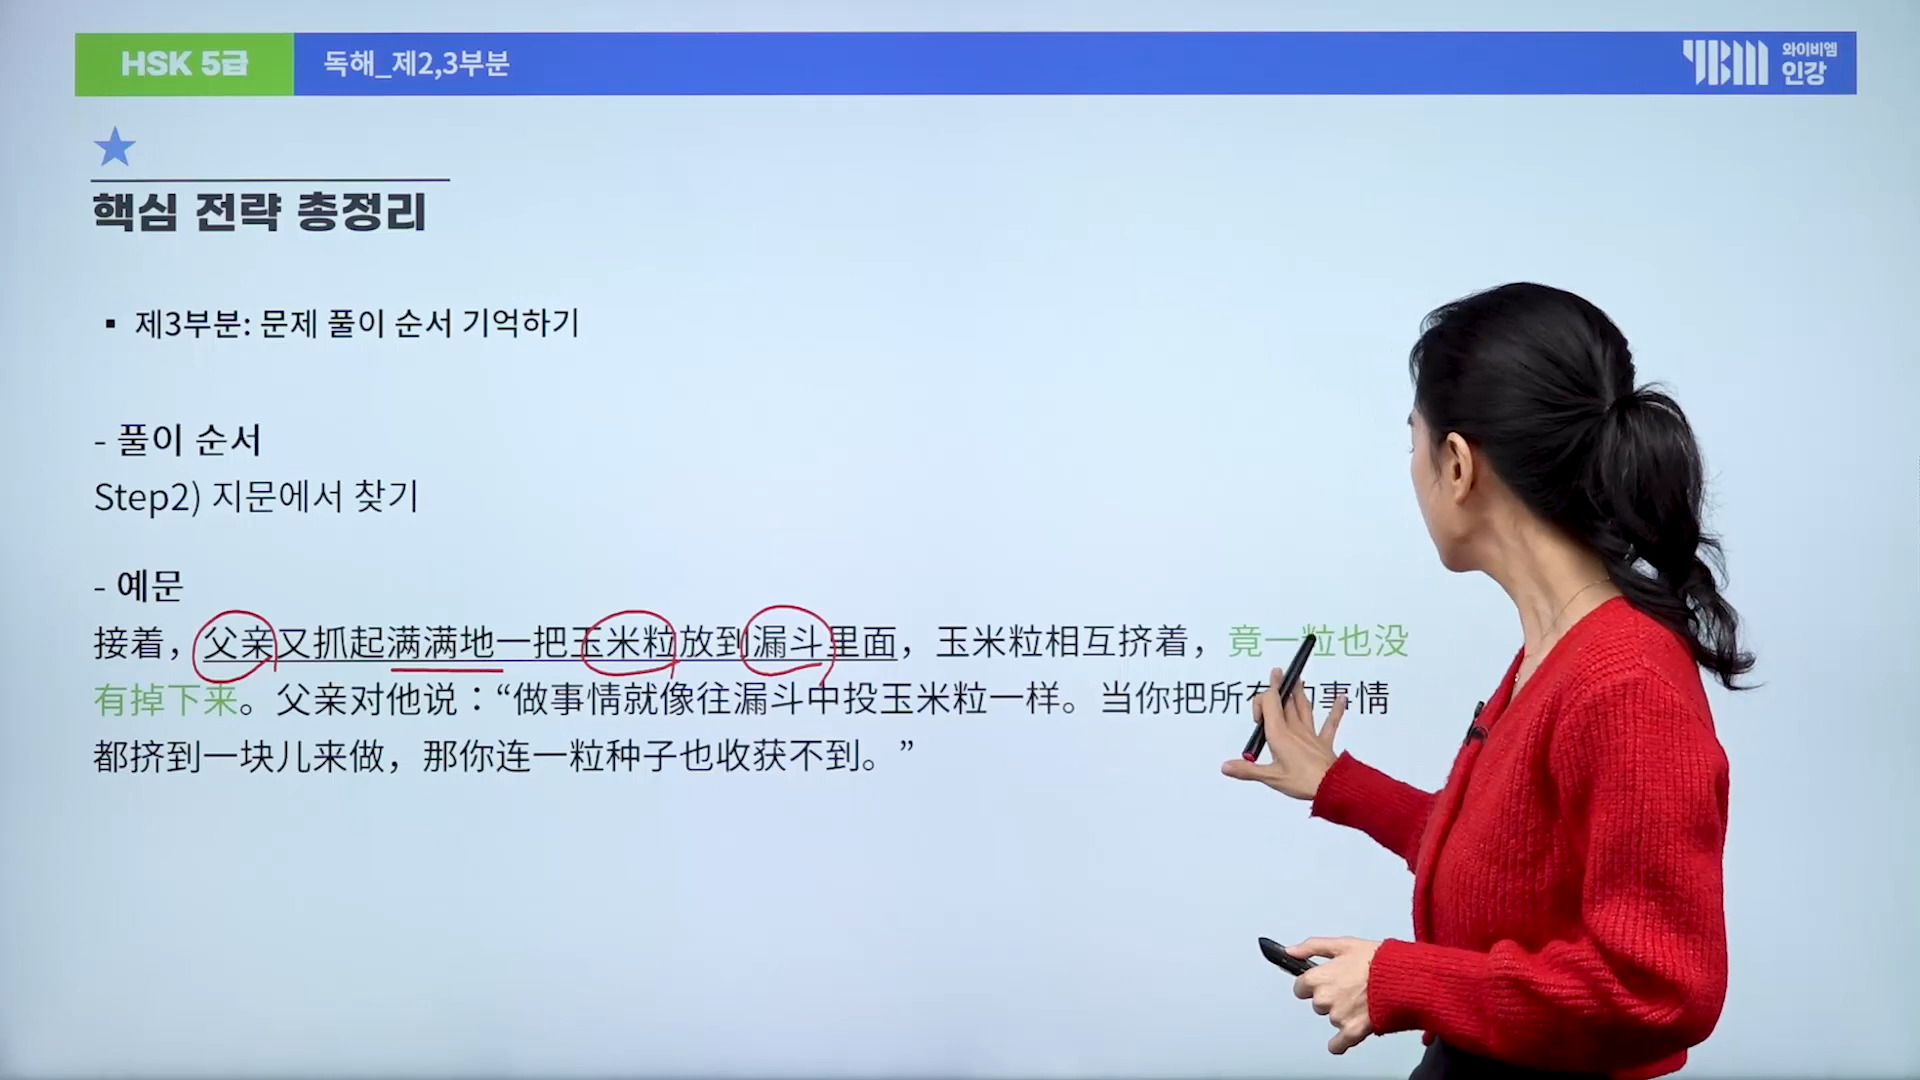 HSK 5급
독해_제2,3부분
YBM 와이비엠
인강
핵심 전략 총정리
▪ 제3부분: 문제 풀이 순서 기억하기
- 풀이 순서
Step2) 지문에서 찾기
- 예문
接着，父亲又抓起满满地一把玉米粒放到漏斗里面，玉米粒相互挤着，竟一粒也没
有掉下来。父亲对他说：“做事情就像往漏斗中投玉米粒一样。当你把所有的事情
都挤到一块儿来做，那你连一粒种子也收获不到。”